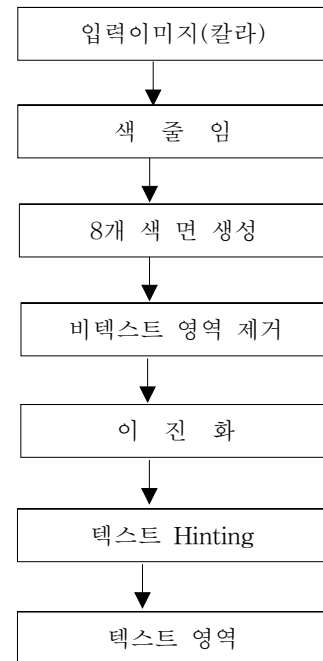 입력이미지(칼라)
색 줄 임
8개 색 면 생성
비텍스트 영역 제거
이 진 화
텍스트 Hinting
텍스트 영역